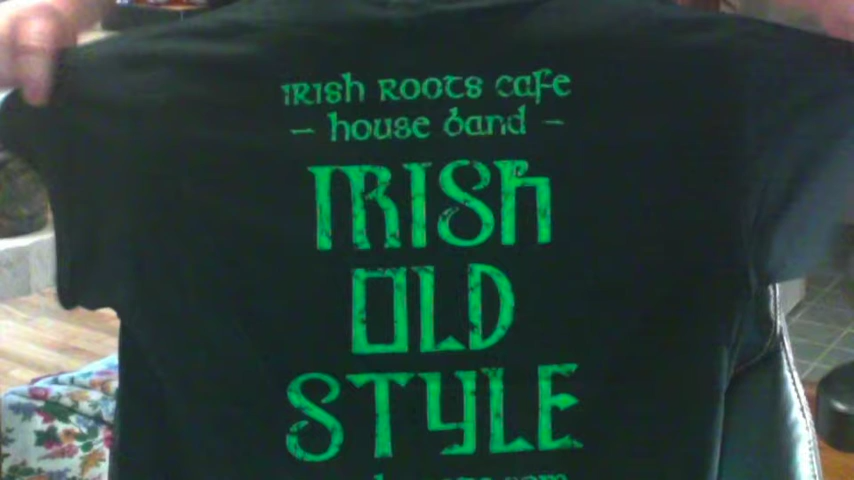 IRISh ROOTS CAFE
- house band -
IRISh
OLD
STYLE